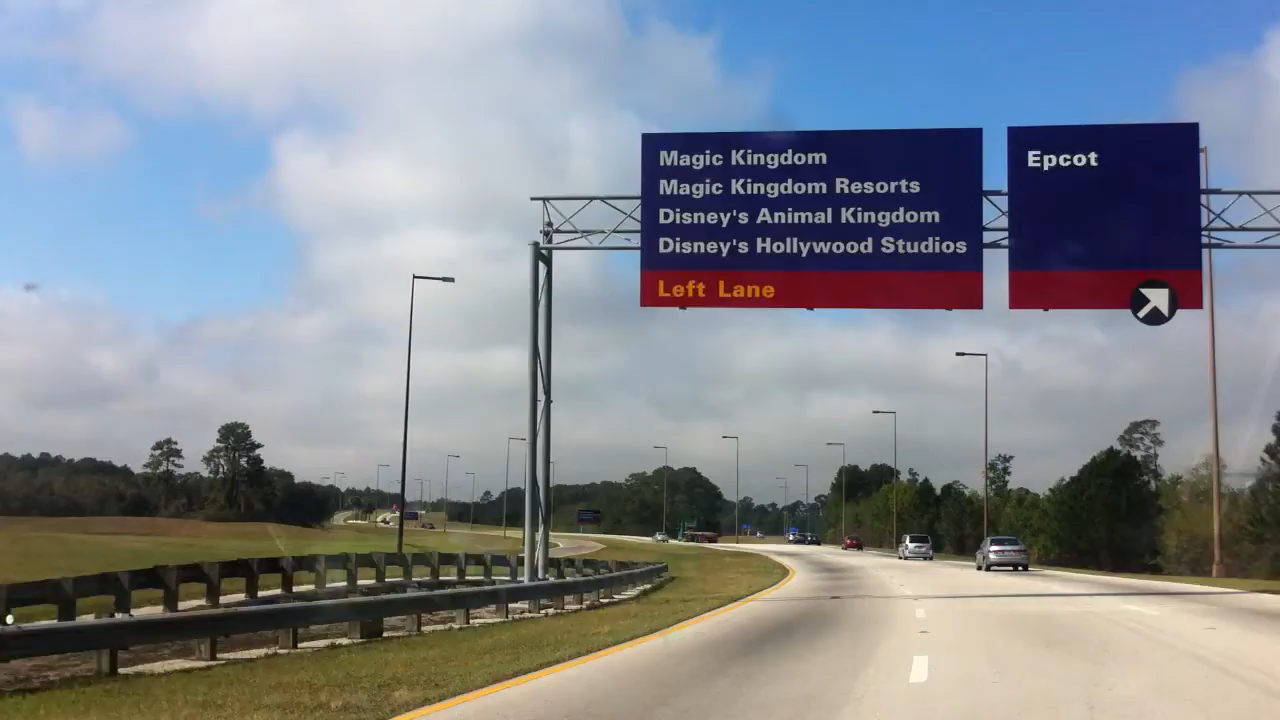 Magic Kingdom
Magic Kingdom Resorts
Disney's Animal Kingdom
Disney's Hollywood Studios
Left Lane
Epcot